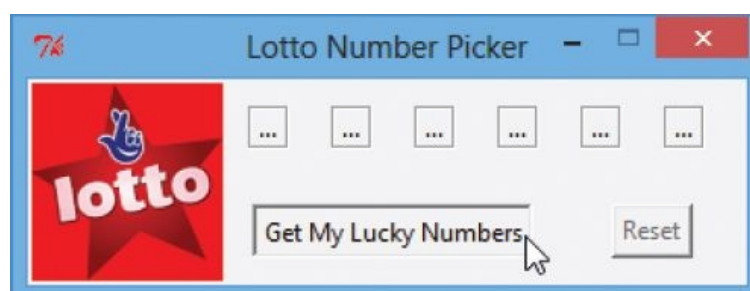 Lotto Number Picker
lotto
... ... ... ... ... ...
Get My Lucky Numbers
Reset